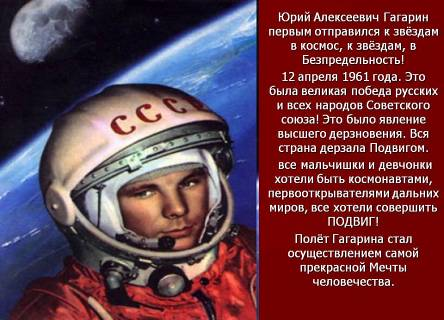 СССР
Юрий Алексеевич Гагарин
первым отправился к звёздам
в космос, к звёздам, в
Безпредельность!
12 апреля 1961 года. Это
была великая победа русских
и всех народов Советского
союза! Это было явление
высшего дерзновения. Вся
страна дерзала Подвигом.
все мальчишки и девчонки
хотели быть космонавтами,
первооткрывателями дальних
миров, все хотели совершить
ПОДВИГ!
Полёт Гагарина стал
осуществлением самой
прекрасной Мечты
человечества.